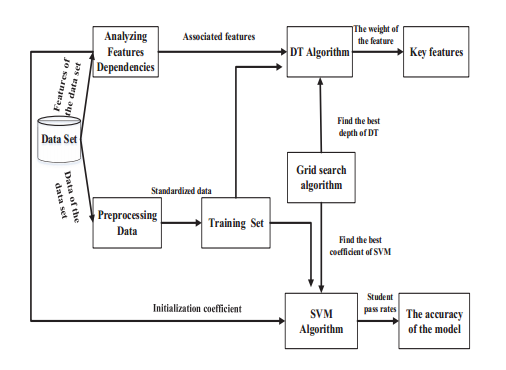 Analyzing
Features
Dependencies
Associated features
DT Algorithm
The weight of
the feature
Key features
Features of
the data set
Data Set
Data of the
data set
Find the best
depth of DT
Grid search
algorithm
Standardized data
Preprocessing
Data
Training Set
Find the best
coefficient of SVM
Initialization coefficient
SVM
Algorithm
Student
pass rates
The accuracy
of the model